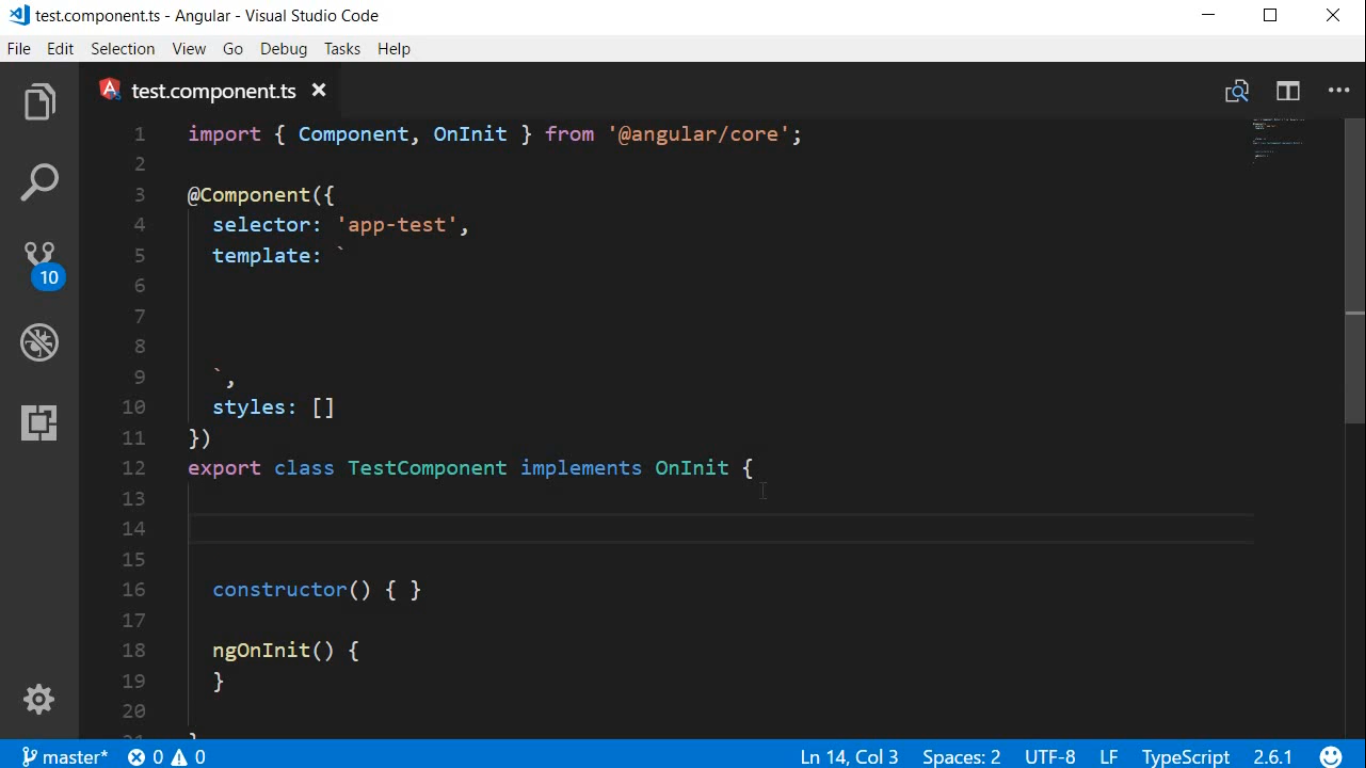 test.component.ts - Angular - Visual Studio Code
File Edit Selection View Go Debug Tasks Help
test.component.ts
1 import { Component, OnInit } from '@angular/core';
2
3 @Component({
4 selector: 'app-test',
5 template: `
6
7
8
9 `,
10 styles: []
11 })
12 export class TestComponent implements OnInit {
13
14
15
16 constructor() { }
17
18 ngOnInit() {
19 }
20
10
master* 0 0 Ln 14, Col 3 Spaces: 2 UTF-8 LF TypeScript 2.6.1